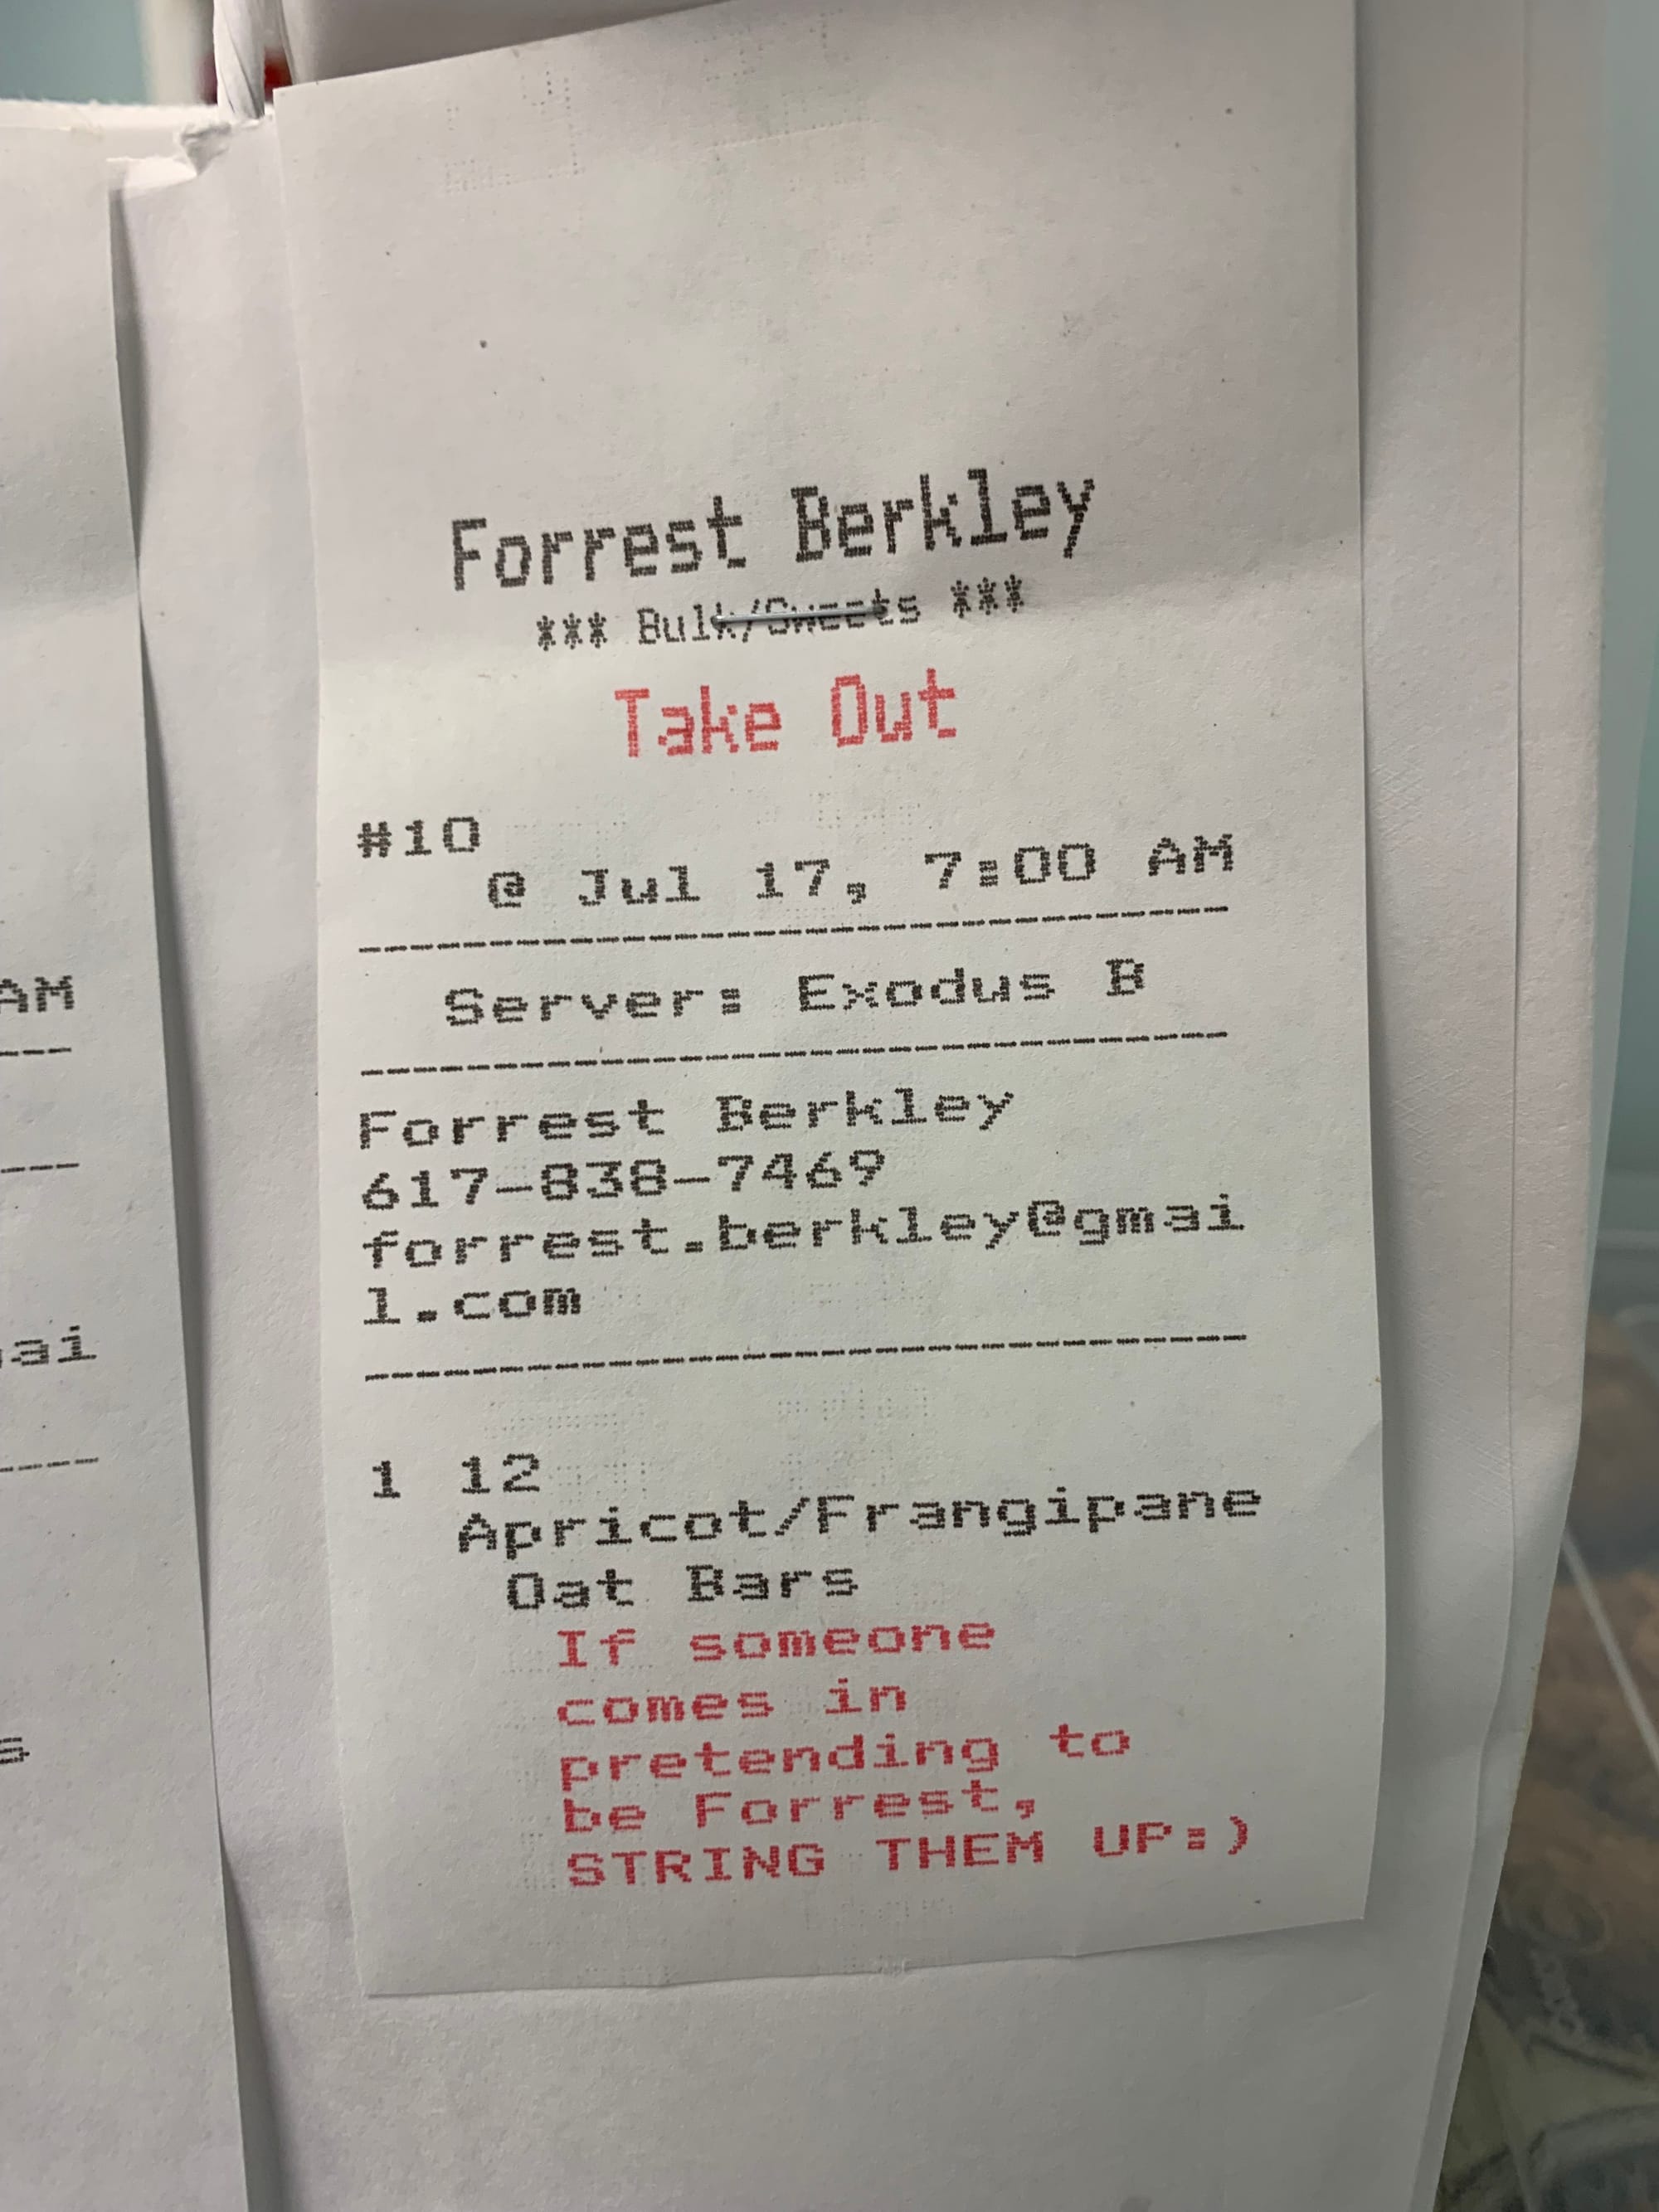 Forrest Berkley
*** Bulk/Sweets ***
Take Out
#10
@ Jul 17, 7:00 AM
Server: Exodus B
Forrest Berkley
617-838-7469
forrest.berkley@gmai
l.com
1 12
Apricot/Frangipane
Oat Bars
If someone
comes in
pretending to
be Forrest,
STRING THEM UP:)
AM
ai
s